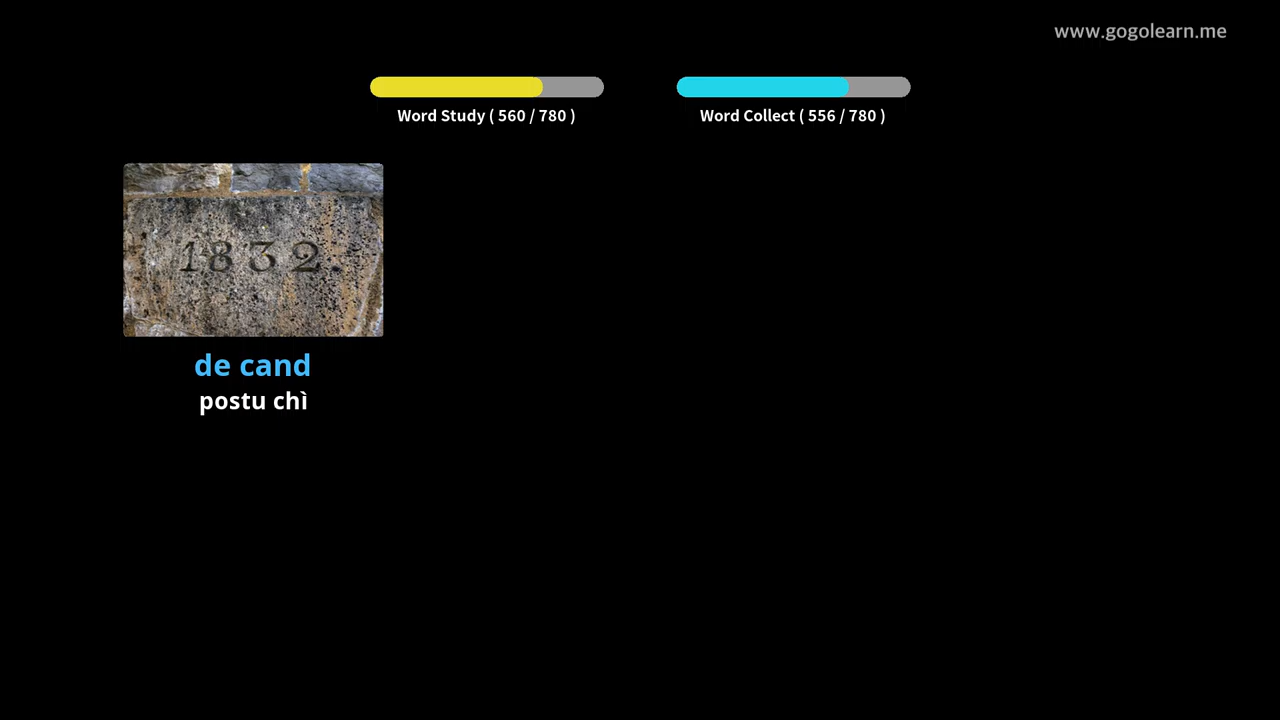 www.gogolearn.me
Word Study ( 560 / 780 )
Word Collect ( 556 / 780 )
1832.
de cand
postu chì